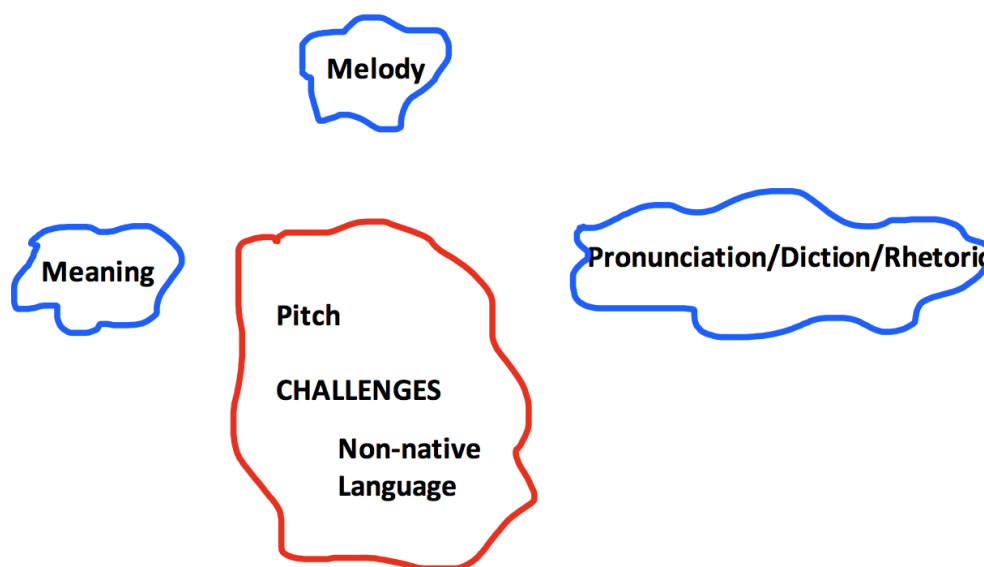 Melody
Meaning
Pronunciation/Diction/Rhetoric
Pitch
CHALLENGES
Non-native
Language